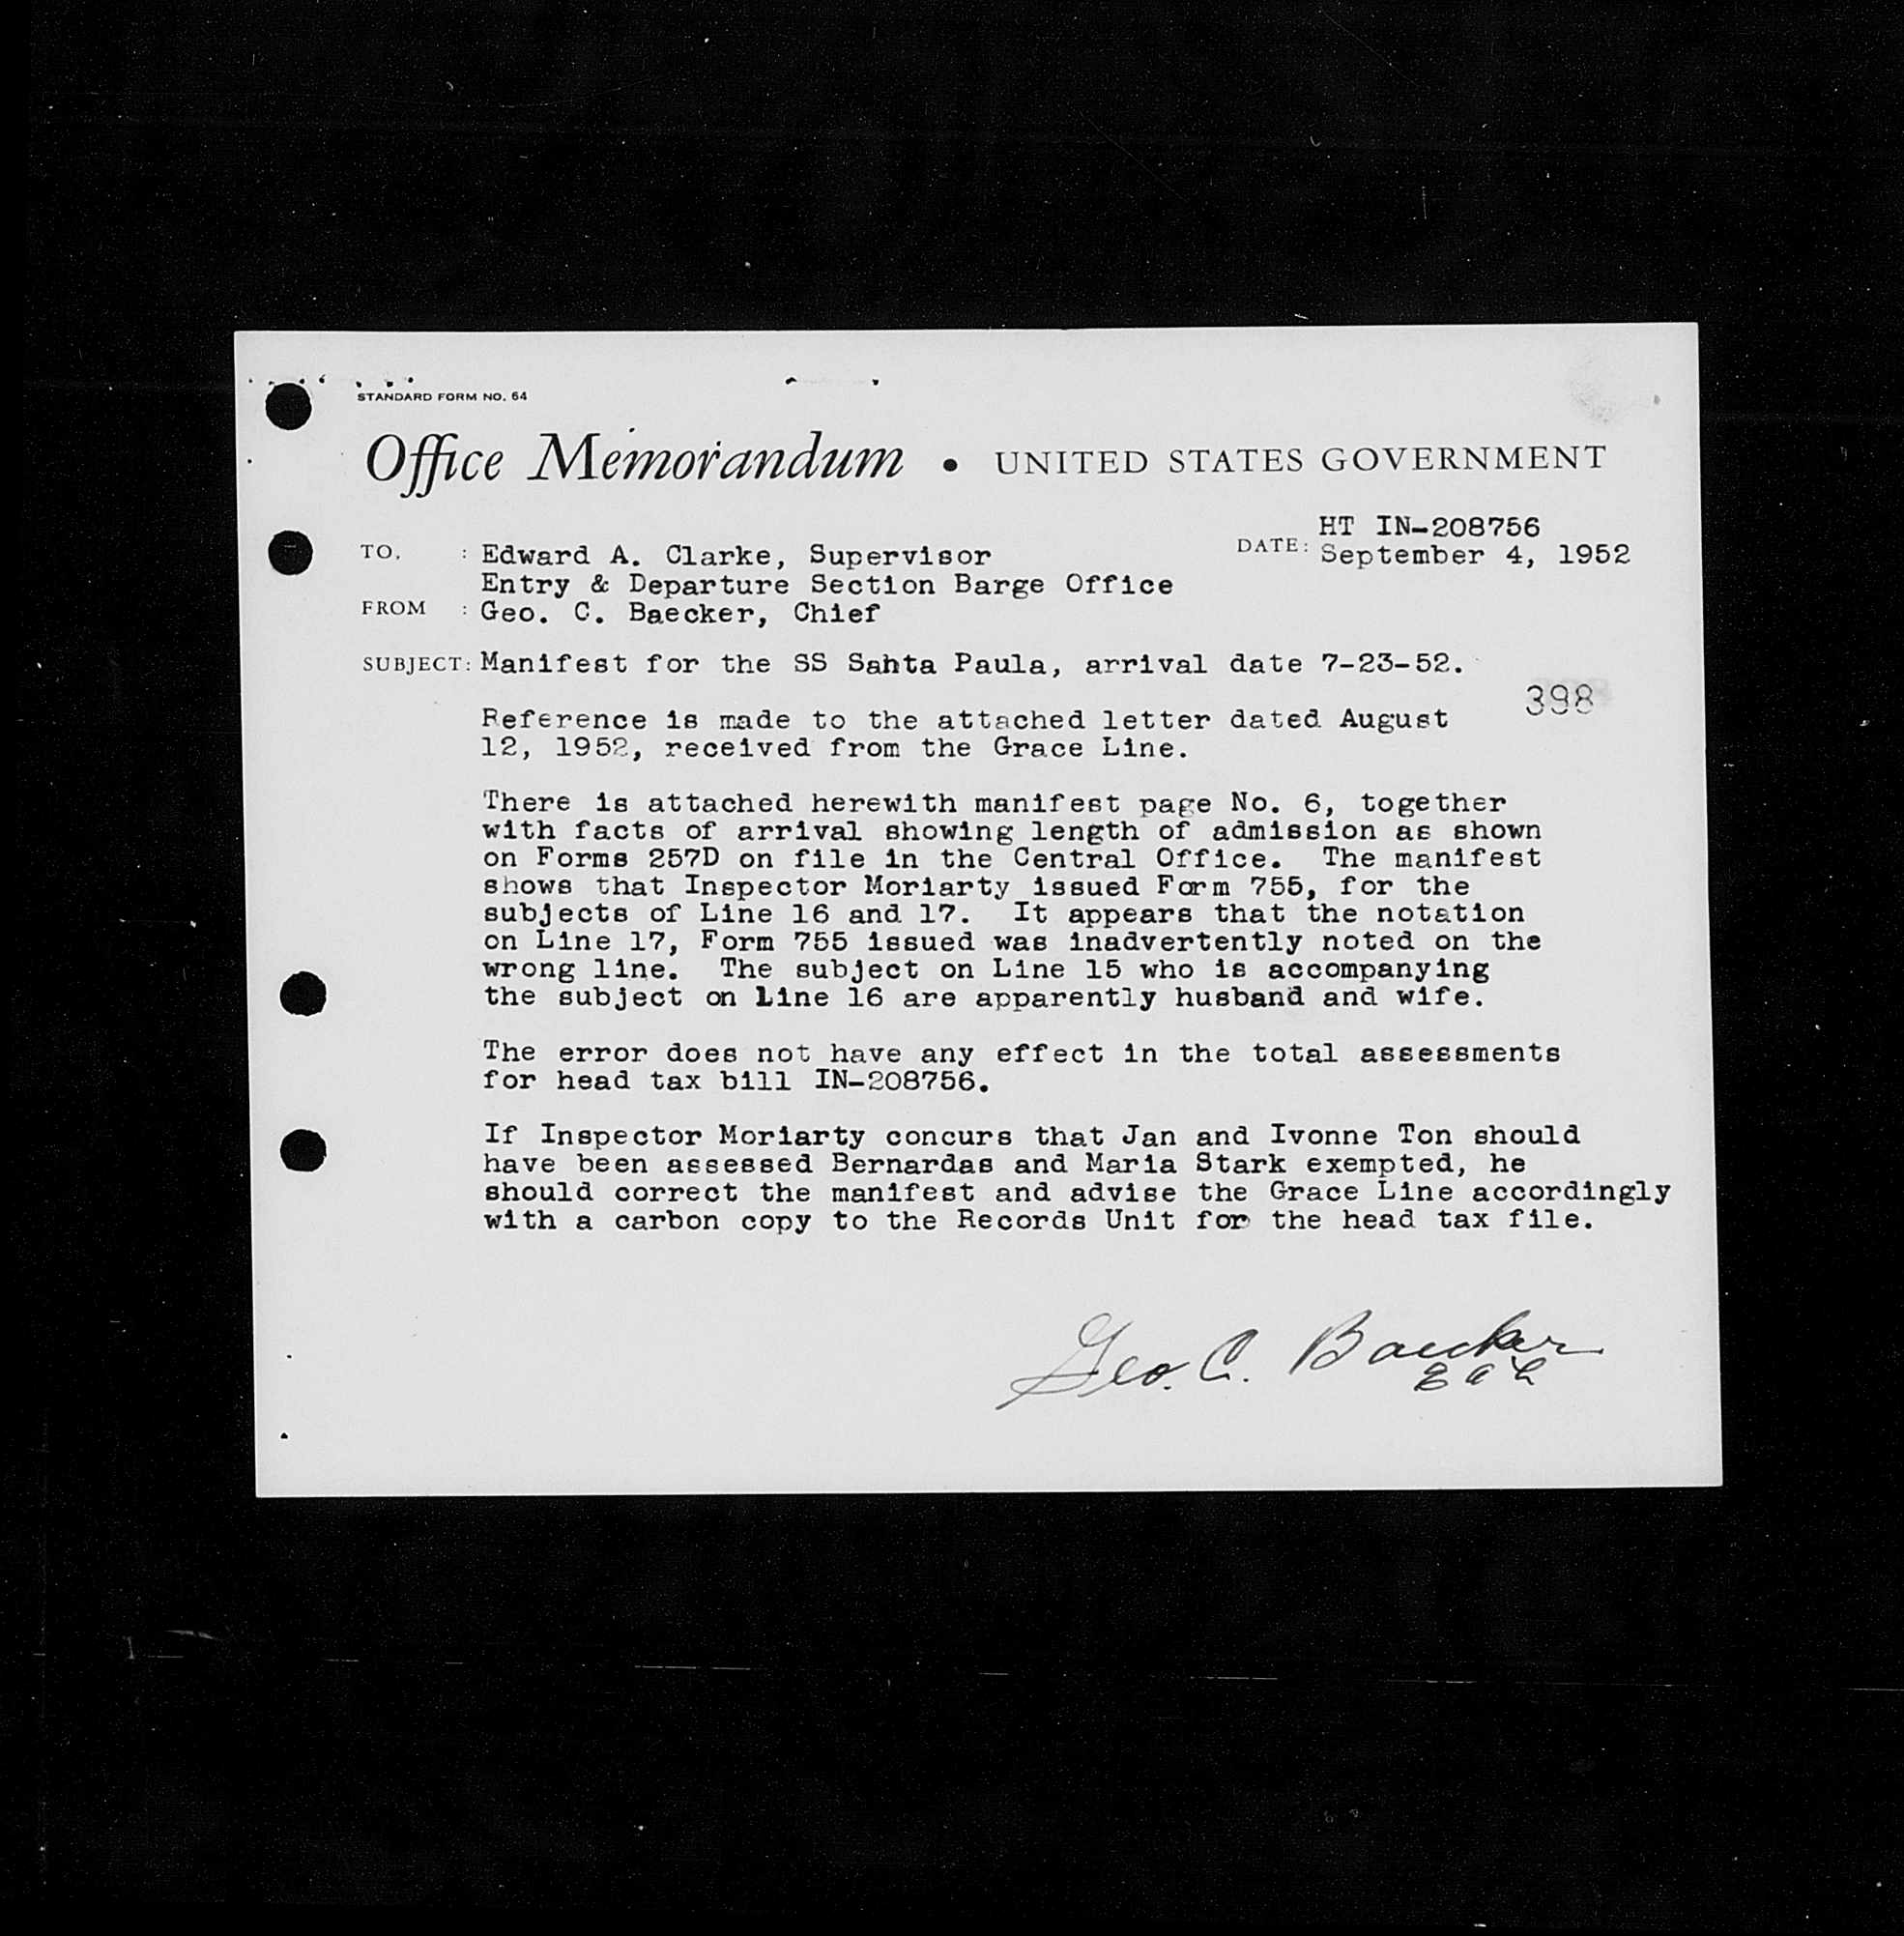 STANDARD FORM NO. 64
Office Memorandum • UNITED STATES GOVERNMENT
HT IN-208756
TO. : Edward A. Clarke, Supervisor DATE: September 4, 1952
Entry & Departure Section Barge Office
FROM : Geo. C. Baecker, Chief
SUBJECT: Manifest for the SS Sahta Paula, arrival date 7-23-52.
398
Reference is made to the attached letter dated August
12, 1952, received from the Grace Line.
There is attached herewith manifest page No. 6, together
with facts of arrival showing length of admission as shown
on Forms 257D on file in the Central Office. The manifest
shows that Inspector Moriarty issued Form 755, for the
subjects of Line 16 and 17. It appears that the notation
on Line 17, Form 755 issued was inadvertently noted on the
wrong line. The subject on Line 15 who is accompanying
the subject on Line 16 are apparently husband and wife.
The error does not have any effect in the total assessments
for head tax bill IN-208756.
If Inspector Moriarty concurs that Jan and Ivonne Ton should
have been assessed Bernardas and Maria Stark exempted, he
should correct the manifest and advise the Grace Line accordingly
with a carbon copy to the Records Unit for the head tax file.
Geo. C. Baecker